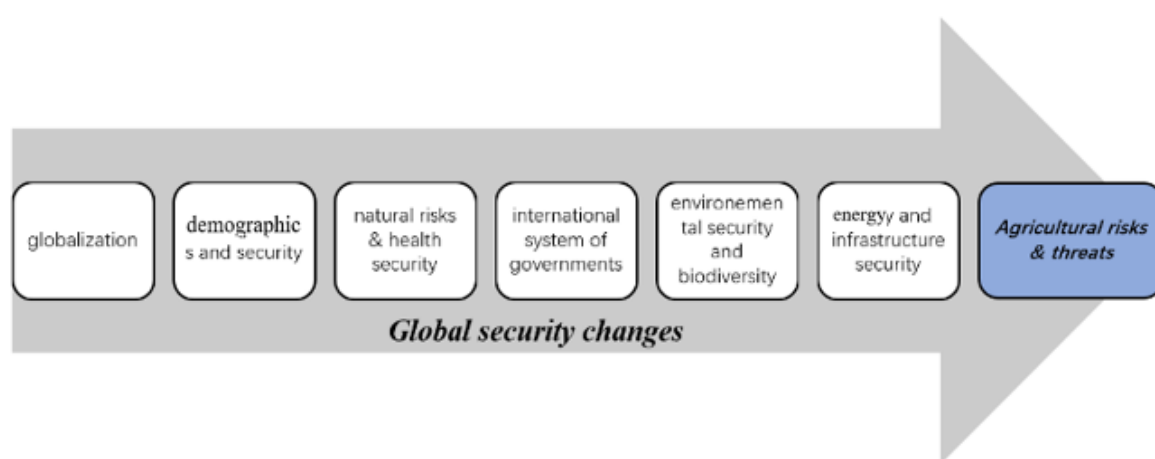 globalization
demographic
s and security
natural risks
& health
security
international
system of
governments
environemen
tal security
and
biodiversity
energyy and
infrastructure
security
Agricultural risks
& threats
Global security changes